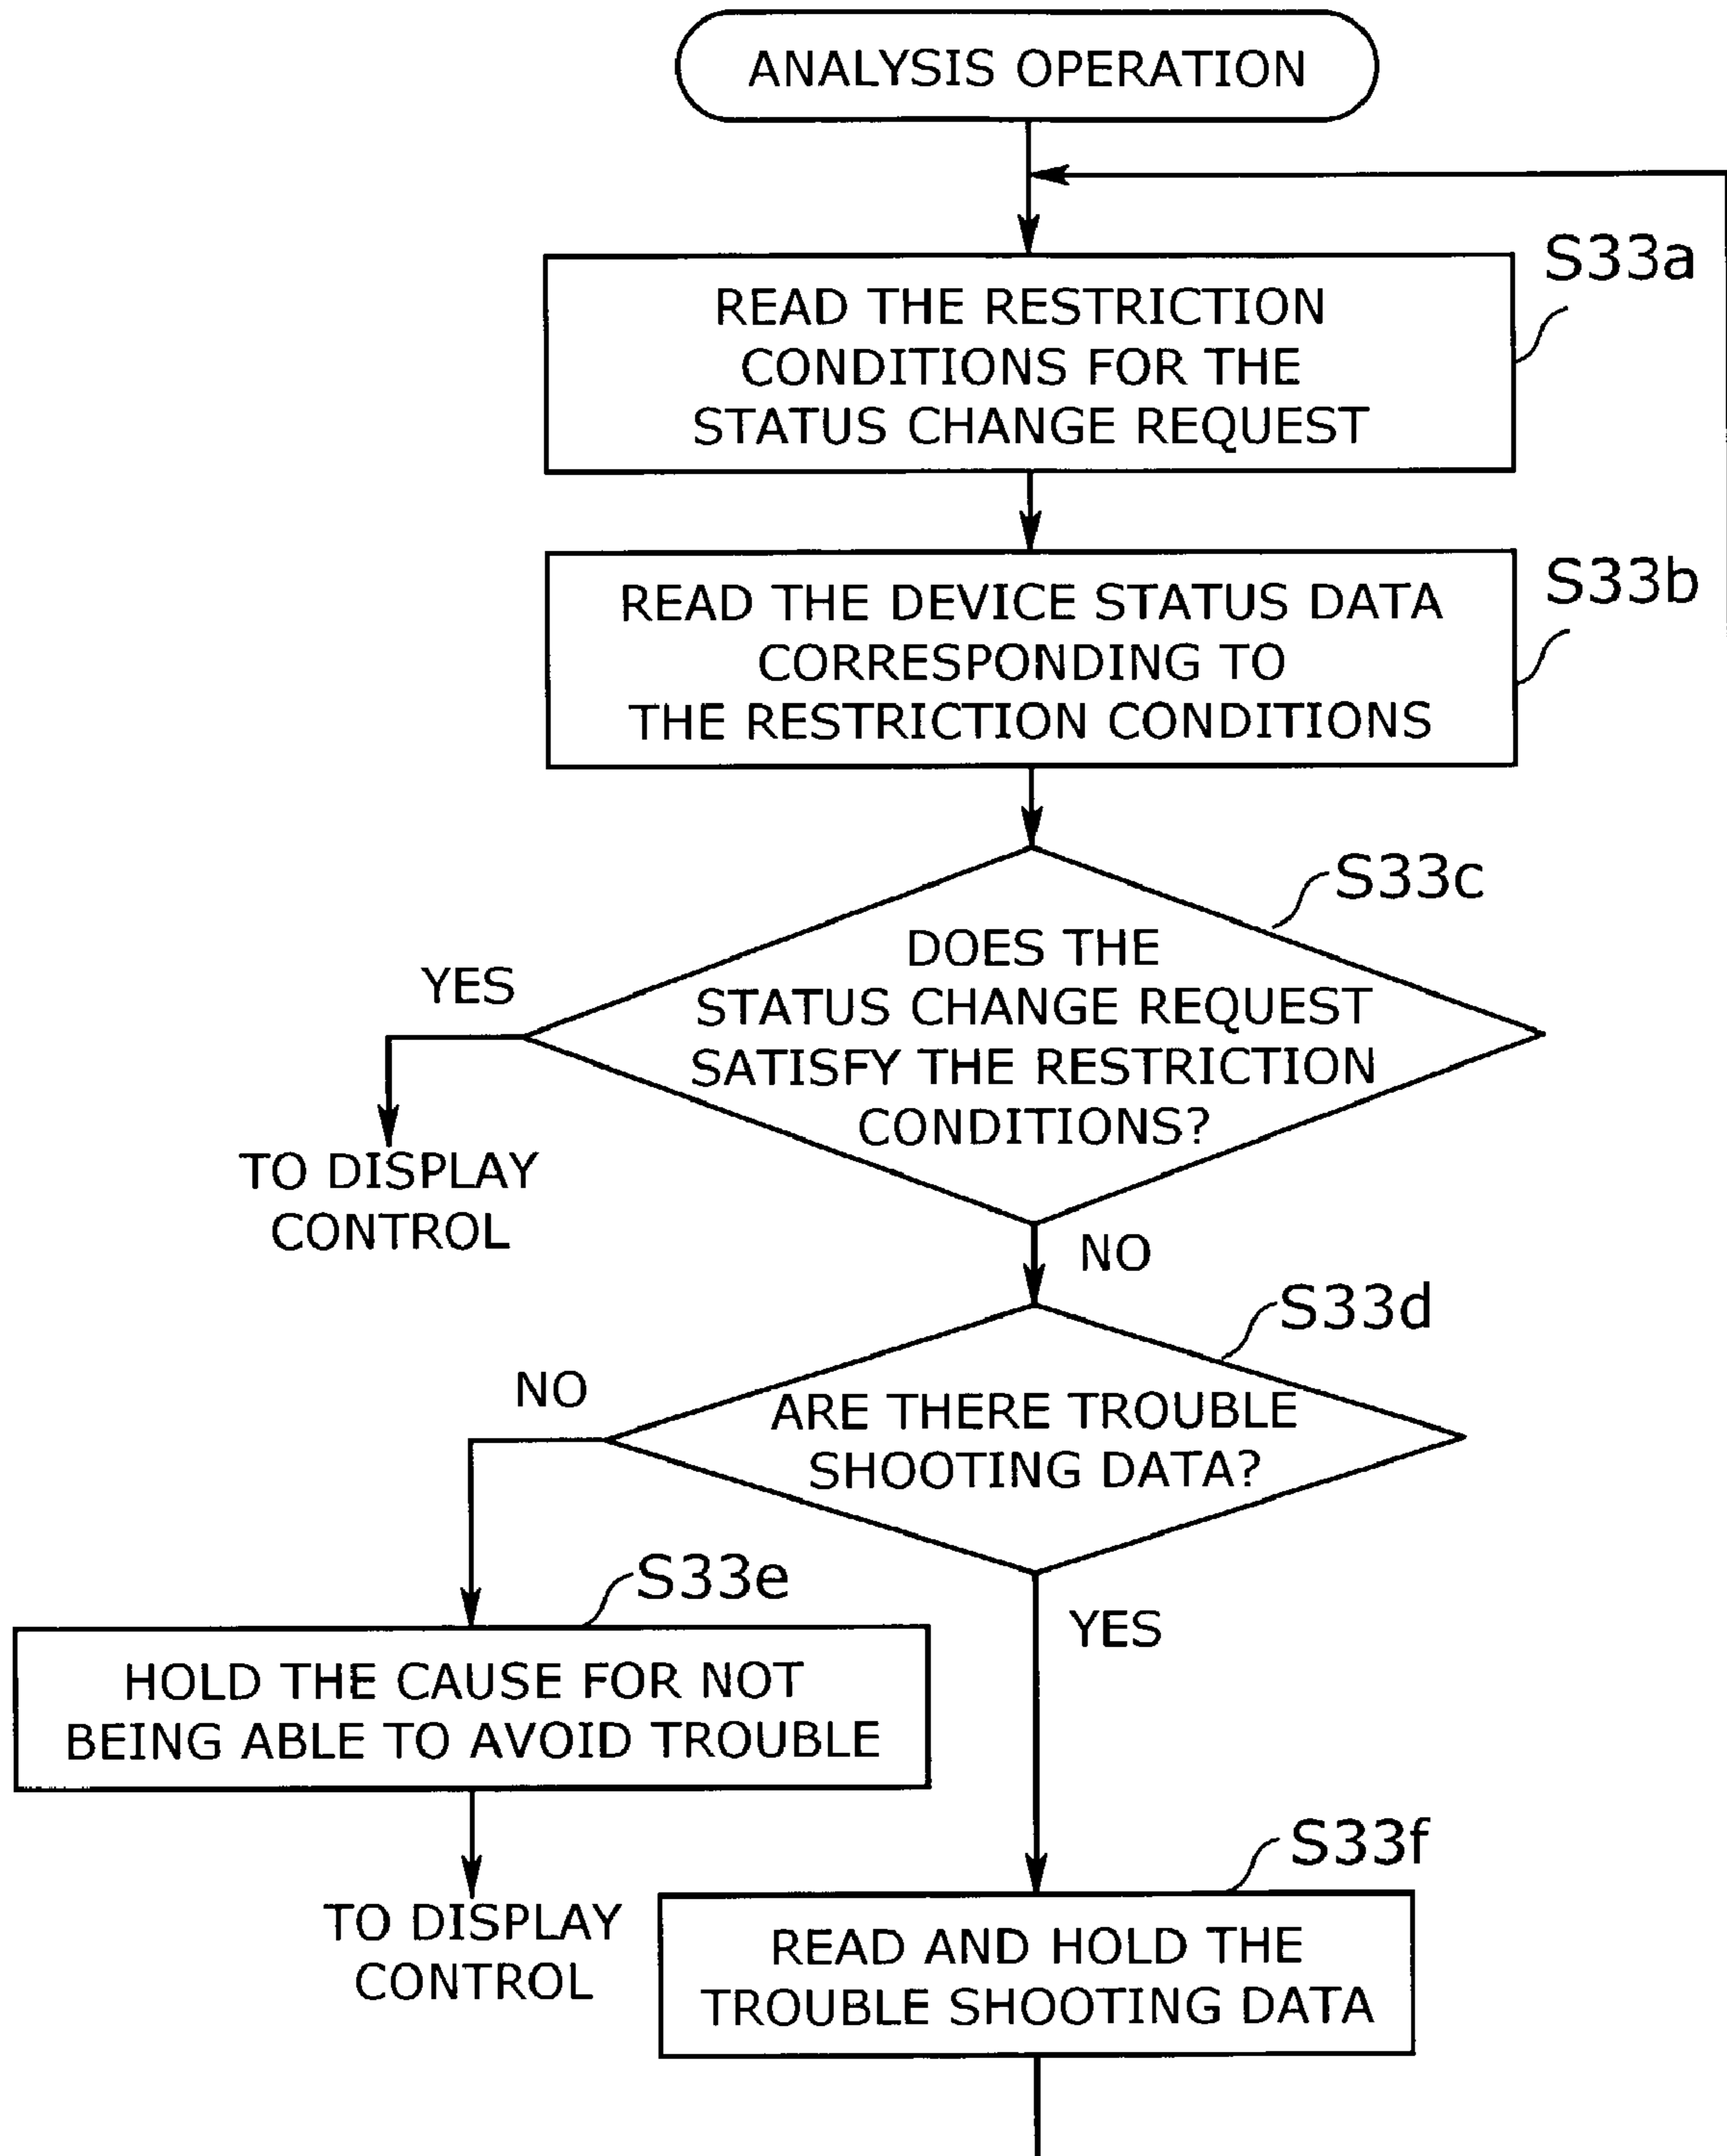 ANALYSIS OPERATION
S33a
READ THE RESTRICTION
CONDITIONS FOR THE
STATUS CHANGE REQUEST
S33b
READ THE DEVICE STATUS DATA
CORRESPONDING TO
THE RESTRICTION CONDITIONS
S33c
DOES THE
STATUS CHANGE REQUEST
SATISFY THE RESTRICTION
CONDITIONS?
YES
TO DISPLAY
CONTROL
NO
S33d
ARE THERE TROUBLE
SHOOTING DATA?
NO
S33e
HOLD THE CAUSE FOR NOT
BEING ABLE TO AVOID TROUBLE
TO DISPLAY
CONTROL
YES
S33f
READ AND HOLD THE
TROUBLE SHOOTING DATA